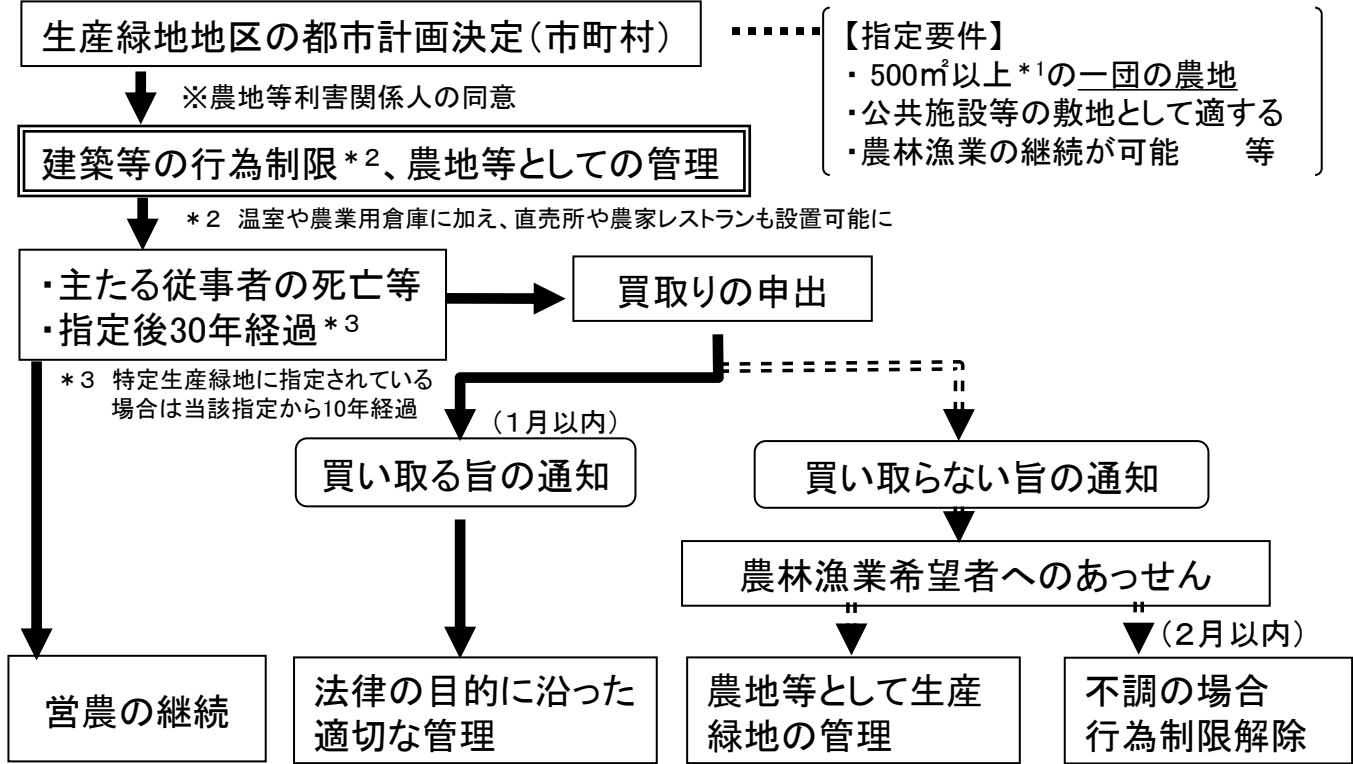 生産緑地地区の都市計画決定(市町村)
【指定要件】
・ 500㎡以上*1の一団の農地
・公共施設等の敷地として適する
・農林漁業の継続が可能　　等
※農地等利害関係人の同意
建築等の行為制限*2、農地等としての管理
*2 温室や農業用倉庫に加え、直売所や農家レストランも設置可能に
・主たる従事者の死亡等
・指定後30年経過*3
買取りの申出
*3 特定生産緑地に指定されている
場合は当該指定から10年経過
(1月以内)
買い取る旨の通知
買い取らない旨の通知
農林漁業希望者へのあっせん
(2月以内)
営農の継続
法律の目的に沿った
適切な管理
農地等として生産
緑地の管理
不調の場合
行為制限解除